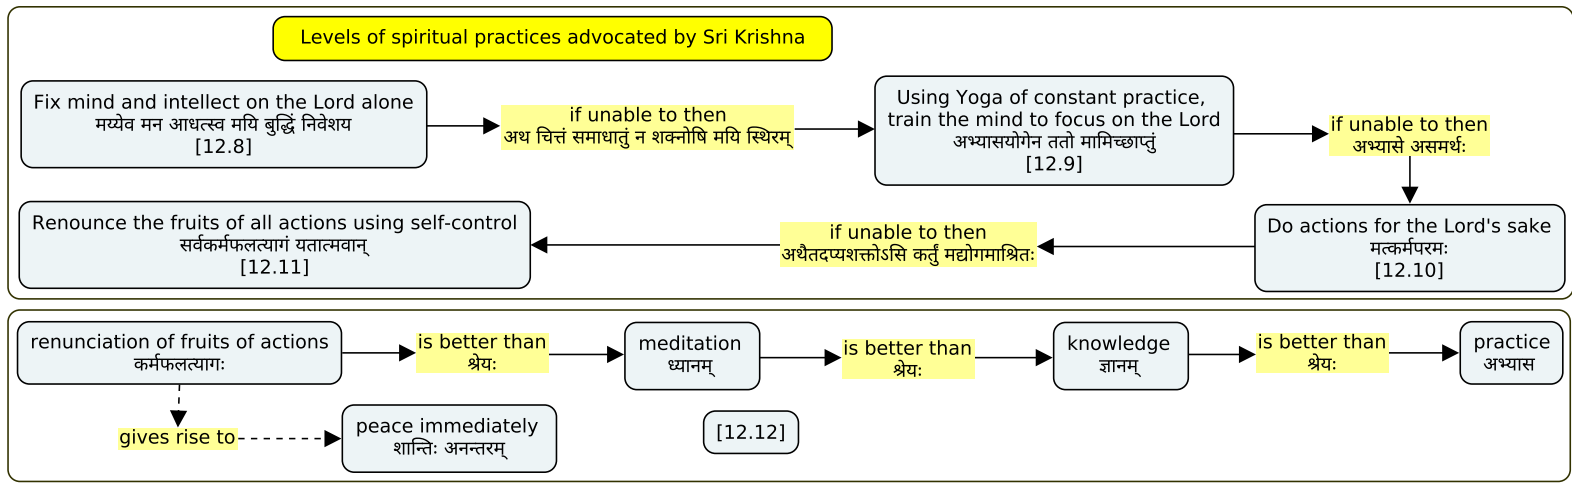 Levels of spiritual practices advocated by Sri Krishna
Fix mind and intellect on the Lord alone
मय्येव मन आधत्स्व मयि बुद्धिं निवेशय
[12.8]
if unable to then
अथ चित्तं समाधातुं न शक्नोषि मयि स्थिरम्
Using Yoga of constant practice,
train the mind to focus on the Lord
अभ्यासयोगेन ततो मामिच्छाप्तुं
[12.9]
if unable to then
अभ्यासे असमर्थः
Do actions for the Lord's sake
मत्कर्मपरमः
[12.10]
if unable to then
अथैतदप्यशक्तोऽसि कर्तुं मद्योगमाश्रितः
Renounce the fruits of all actions using self-control
सर्वकर्मफलत्यागं यतात्मवान्
[12.11]
renunciation of fruits of actions
कर्मफलत्यागः
is better than
श्रेयः
meditation
ध्यानम्
is better than
श्रेयः
knowledge
ज्ञानम्
is better than
श्रेयः
practice
अभ्यास
gives rise to
peace immediately
शान्तिः अनन्तरम्
[12.12]